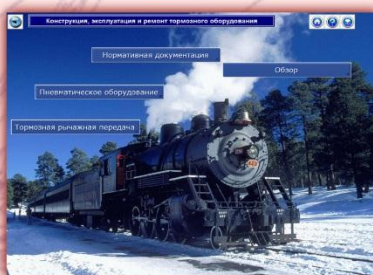 Конструкция, эксплуатация и ремонт тормозного оборудования
Нормативная документация
Обзор
Пневматическое оборудование
Тормозная рычажная передача